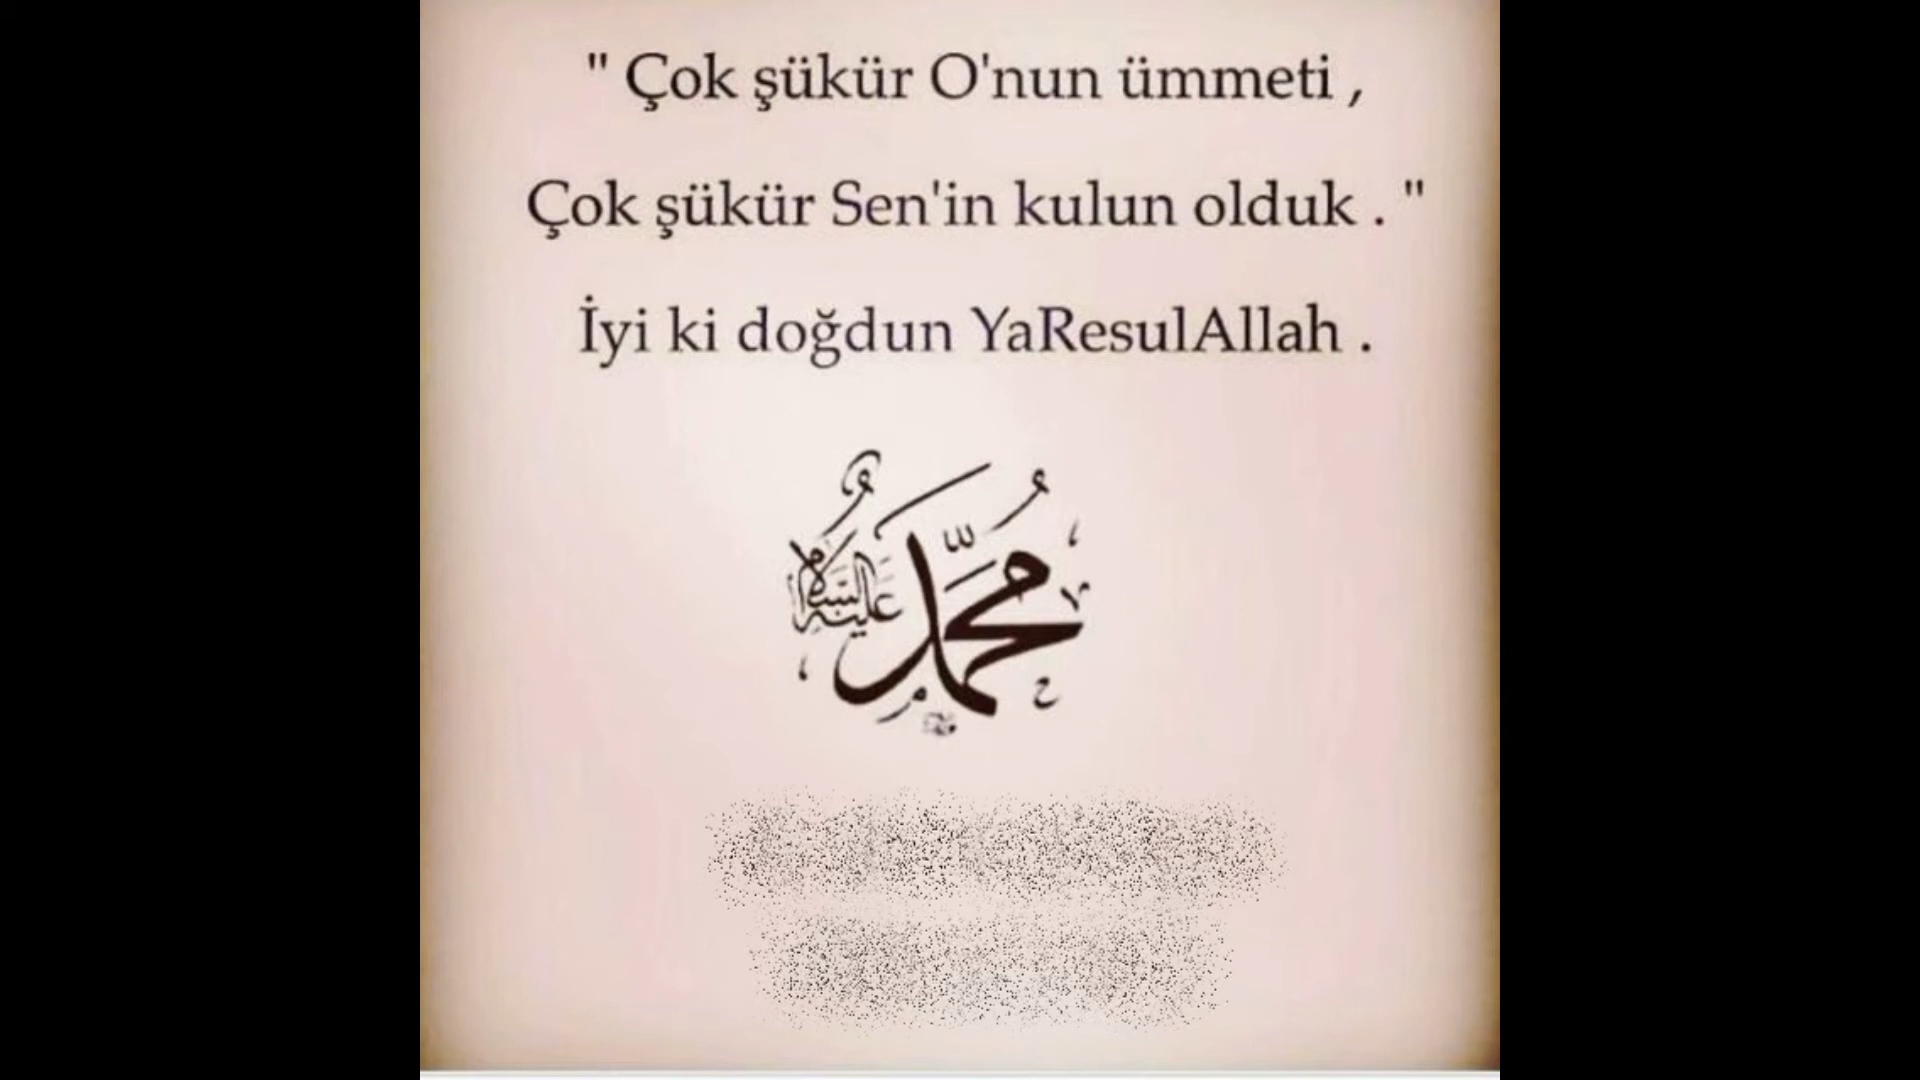 " Çok şükür O'nun ümmeti ,
Çok şükür Sen'in kulun olduk . "
İyi ki doğdun YaResulAllah .
محمد عليه السلام